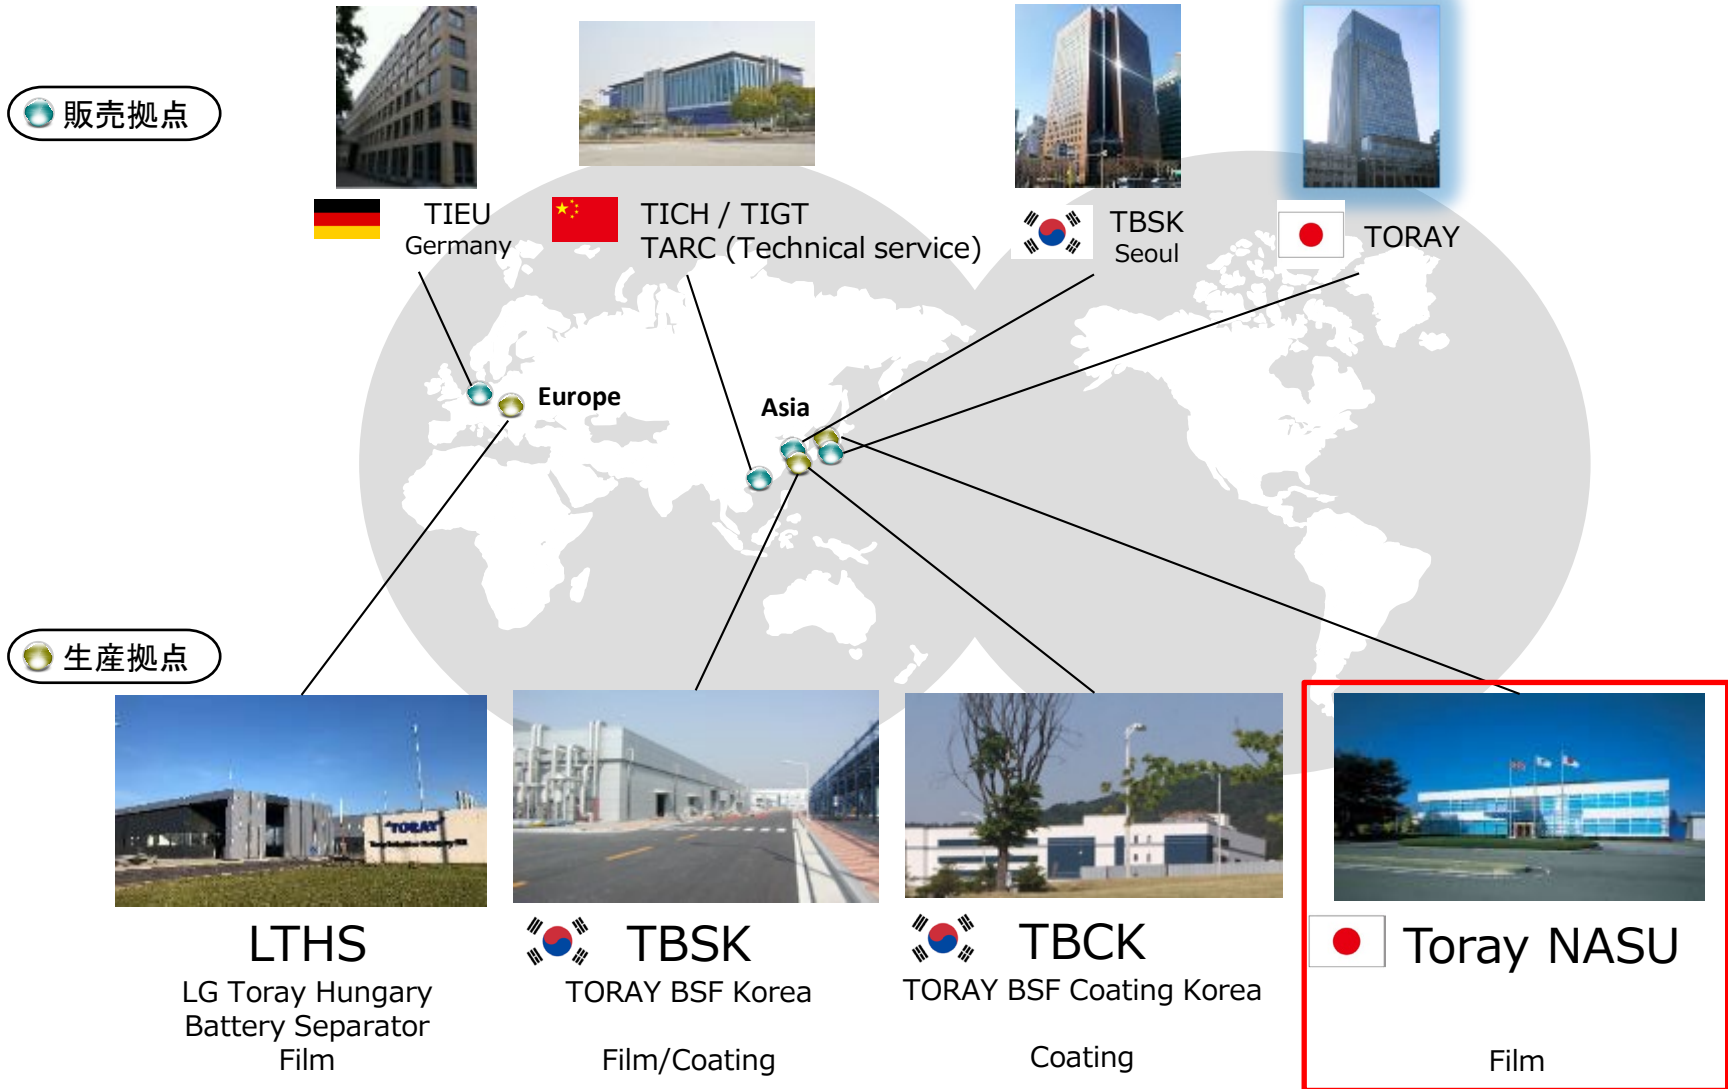 販売拠点
TIEU
Germany
TICH / TIGT
TARC (Technical service)
TBSK
Seoul
TORAY
Europe
Asia
生産拠点
"TORAY"
LTHS
LG Toray Hungary
Battery Separator
Film
TBSK
TORAY BSF Korea
Film/Coating
TBCK
TORAY BSF Coating Korea
Coating
Toray NASU
Film